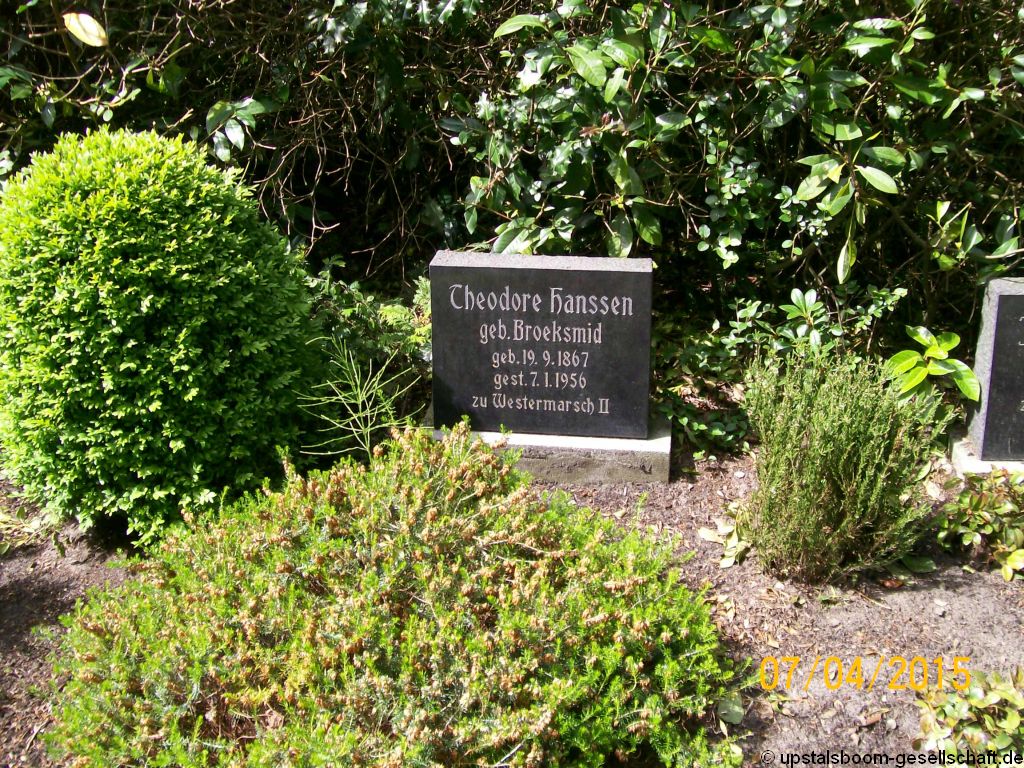 Theodore Hanssen
geb. Broeksmid
geb. 19. 9. 1867
gest. 7. 1. 1956
zu Westermarsch II
07/04/2015
© upstalsboom-gesellschaft.de